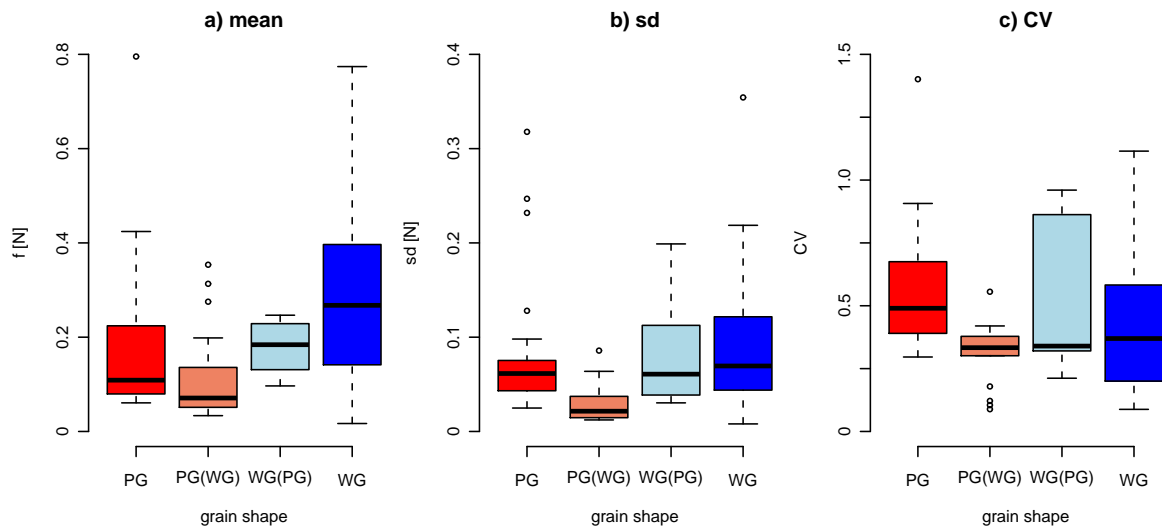 a) mean
f [N]
0.8
0.6
0.4
0.2
0
PG
PG(WG)
WG(PG)
WG
grain shape
b) sd
sd [N]
0.4
0.3
0.2
0.1
0
PG
PG(WG)
WG(PG)
WG
grain shape
c) CV
CV
1.5
1.0
0.5
0
PG
PG(WG)
WG(PG)
WG
grain shape